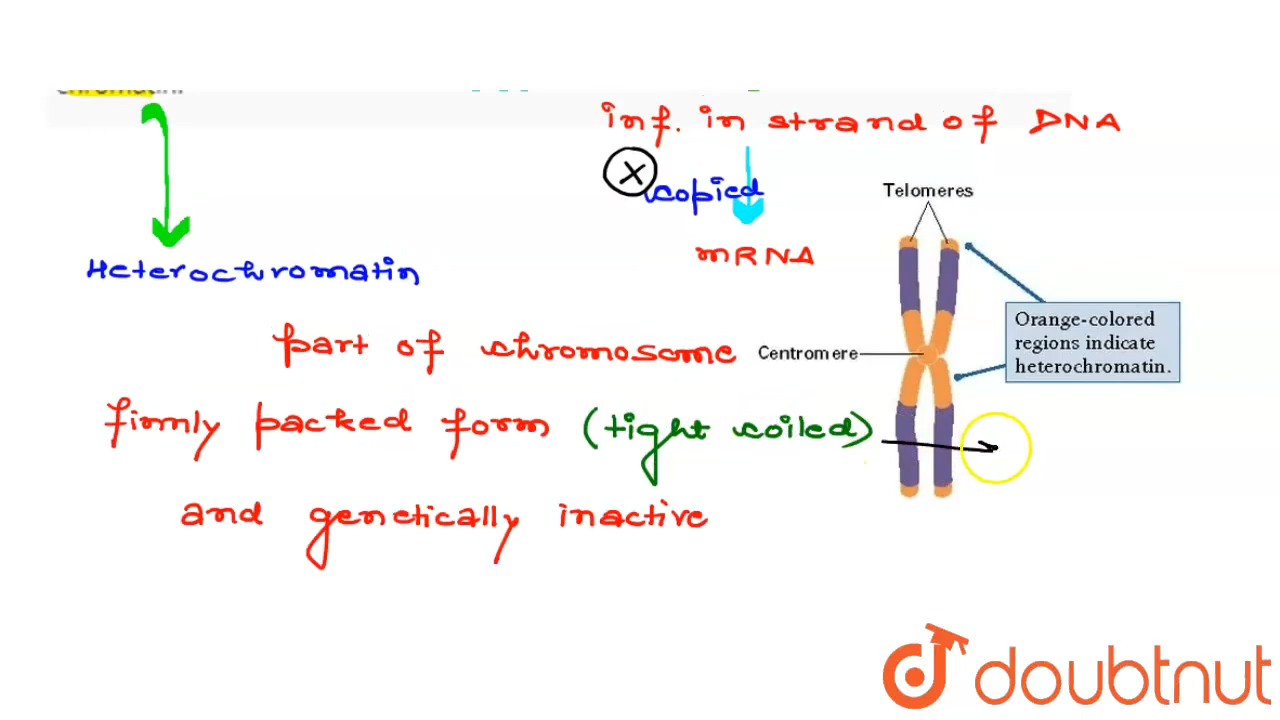 inf. in strand of DNA
X
copied
mRNA
Heterochromatin
part of chromosome
firmly packed form (tight coiled)
and genetically inactive
Telomeres
Centromere
Orange-colored
regions indicate
heterochromatin.
doubtnut